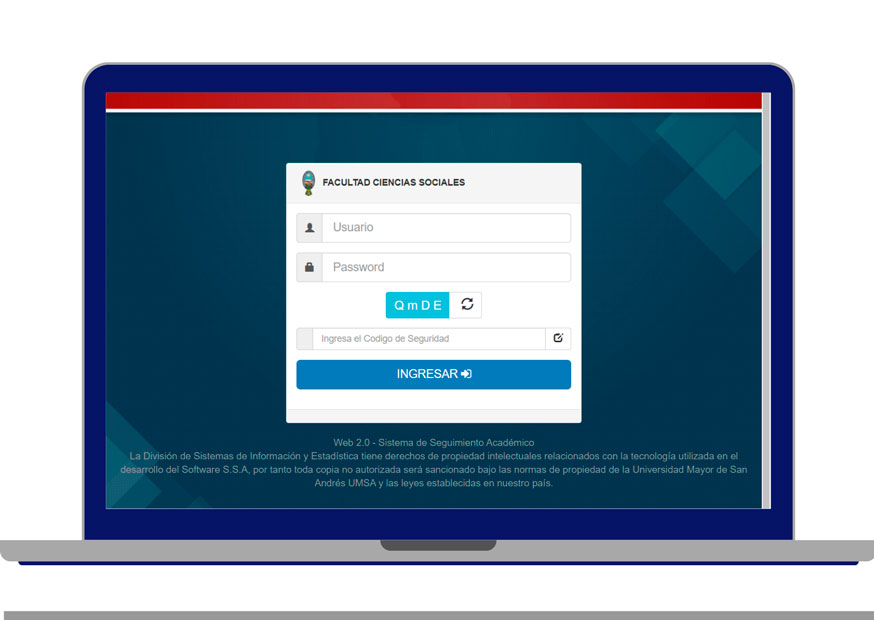 FACULTAD CIENCIAS SOCIALES
Usuario
Password
QmDE
Ingresa el Codigo de Seguridad
INGRESAR
Web 2.0 - Sistema de Seguimiento Académico
La División de Sistemas de Información y Estadística tiene derechos de propiedad intelectuales relacionados con la tecnología utilizada en el
desarrollo del Software S.S.A, por tanto toda copia no autorizada será sancionado bajo las normas de propiedad de la Universidad Mayor de San
Andrés UMSA y las leyes establecidas en nuestro país.